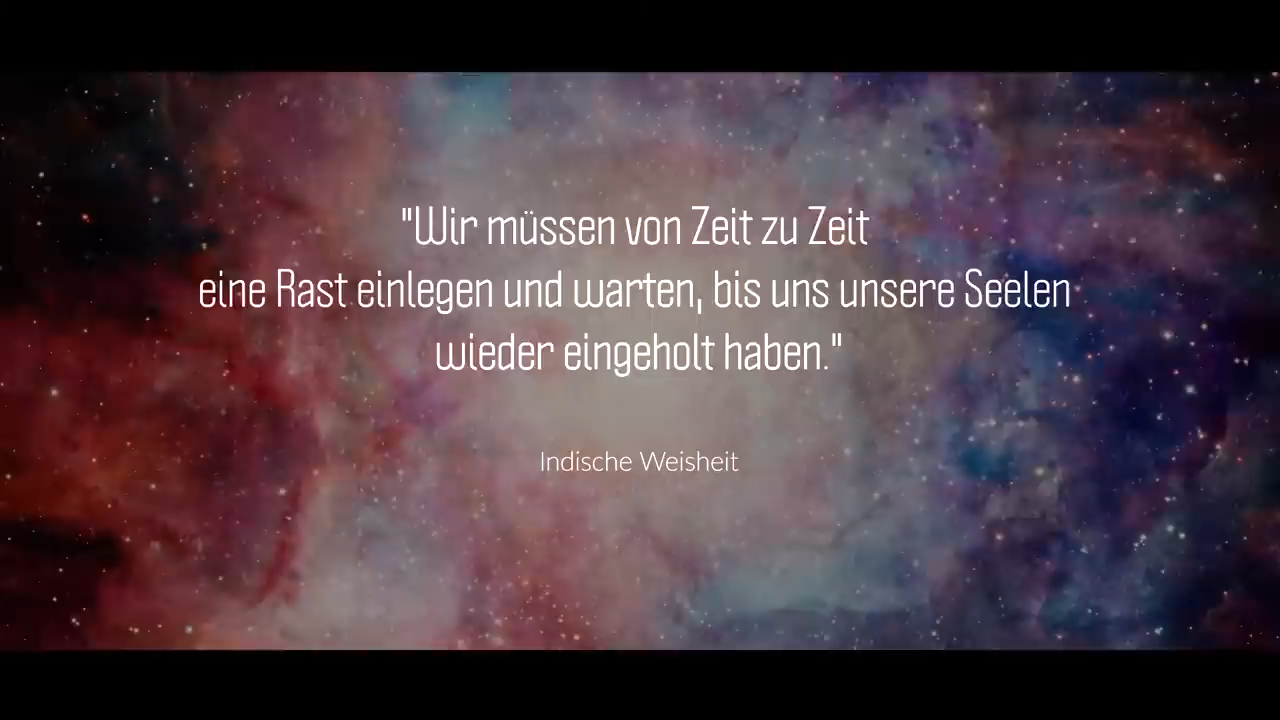 "Wir müssen von Zeit zu Zeit
eine Rast einlegen und warten, bis uns unsere Seelen
wieder eingeholt haben."
Indische Weisheit